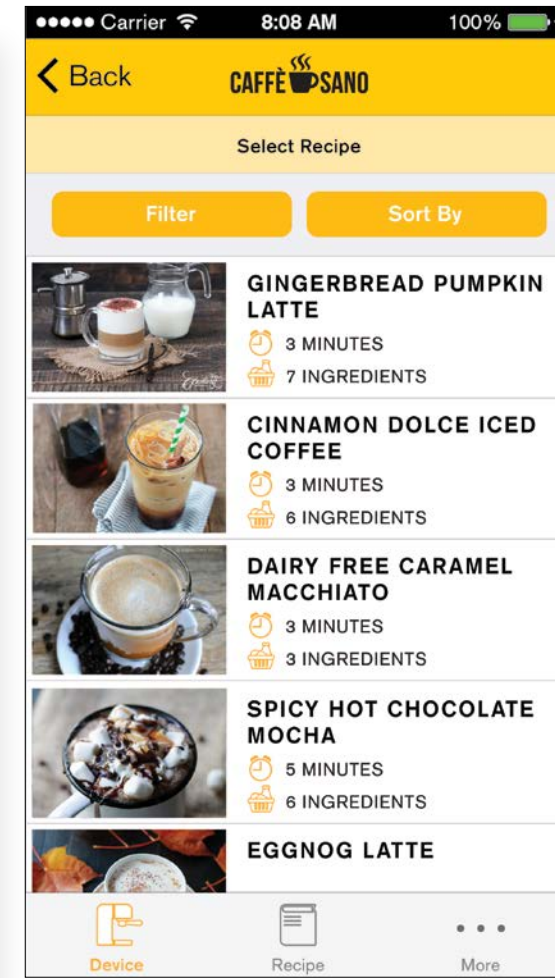 Carrier 8:08 AM 100%
Back CAFFÈ SANO
Select Recipe
Filter Sort By
GINGERBREAD PUMPKIN
LATTE
3 MINUTES
7 INGREDIENTS
CINNAMON DOLCE ICED
COFFEE
3 MINUTES
6 INGREDIENTS
DAIRY FREE CARAMEL
MACCHIATO
3 MINUTES
3 INGREDIENTS
SPICY HOT CHOCOLATE
MOCHA
5 MINUTES
6 INGREDIENTS
EGGNOG LATTE
Device Recipe More